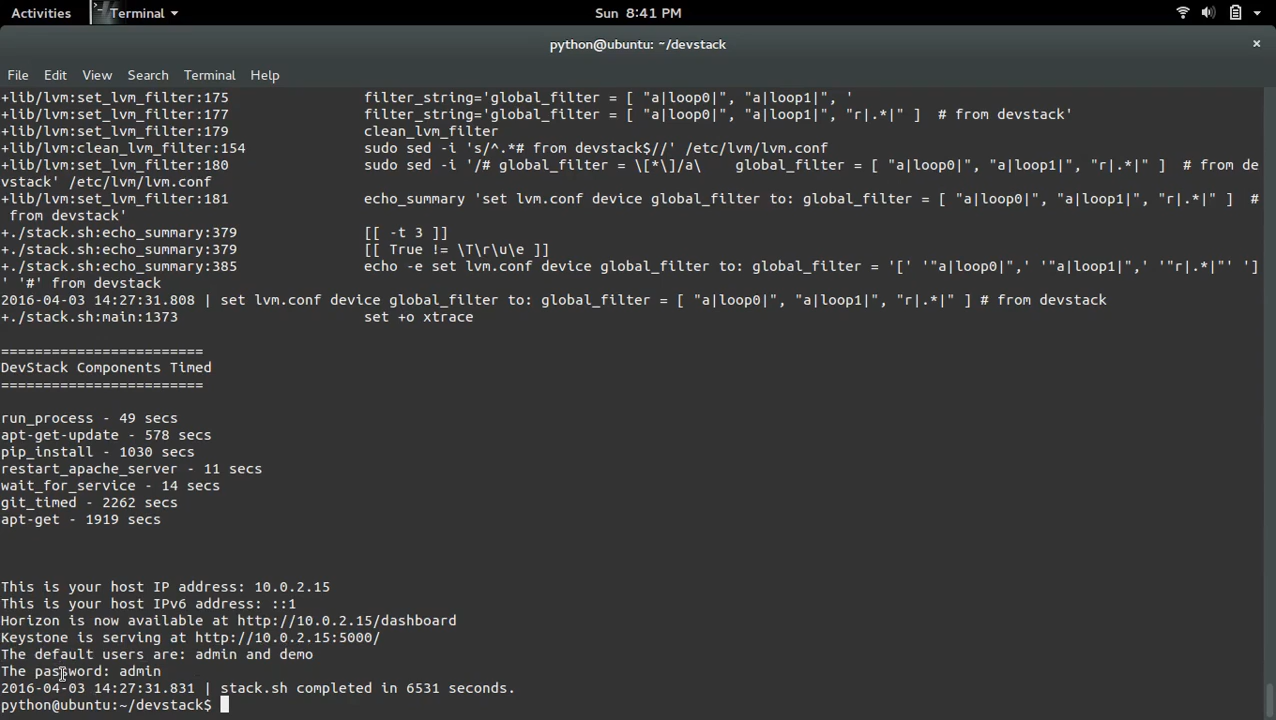 Activities Terminal Sun 8:41 PM
python@ubuntu: ~/devstack ×
File Edit View Search Terminal Help
+lib/lvm:set_lvm_filter:175 filter_string='global_filter = [ "a|loop0|", "a|loop1|", '
+lib/lvm:set_lvm_filter:177 filter_string='global_filter = [ "a|loop0|", "a|loop1|", "r|.*|" ]  # from devstack'
+lib/lvm:set_lvm_filter:179 clean_lvm_filter
+lib/lvm:clean_lvm_filter:154 sudo sed -i 's/^.*# from devstack$//' /etc/lvm/lvm.conf
+lib/lvm:set_lvm_filter:180 sudo sed -i '/# global_filter = \[*\]/a\    global_filter = [ "a|loop0|", "a|loop1|", "r|.*|" ]  # from de
vstack' /etc/lvm/lvm.conf
+lib/lvm:set_lvm_filter:181 echo_summary 'set lvm.conf device global_filter to: global_filter = [ "a|loop0|", "a|loop1|", "r|.*|" ]  #
 from devstack'
+./stack.sh:echo_summary:379 [[ -t 3 ]]
+./stack.sh:echo_summary:379 [[ True != \T\r\u\e ]]
+./stack.sh:echo_summary:385 echo -e set lvm.conf device global_filter to: global_filter = '[' '"a|loop0|",' '"a|loop1|",' '"r|.*|"' ']
' '#' from devstack
2016-04-03 14:27:31.808 | set lvm.conf device global_filter to: global_filter = [ "a|loop0|", "a|loop1|", "r|.*|" ] # from devstack
+./stack.sh:main:1373 set +o xtrace
========================
DevStack Components Timed
========================
run_process - 49 secs
apt-get-update - 578 secs
pip_install - 1030 secs
restart_apache_server - 11 secs
wait_for_service - 14 secs
git_timed - 2262 secs
apt-get - 1919 secs
This is your host IP address: 10.0.2.15
This is your host IPv6 address: ::1
Horizon is now available at http://10.0.2.15/dashboard
Keystone is serving at http://10.0.2.15:5000/
The default users are: admin and demo
The password: admin
2016-04-03 14:27:31.831 | stack.sh completed in 6531 seconds.
python@ubuntu:~/devstack$